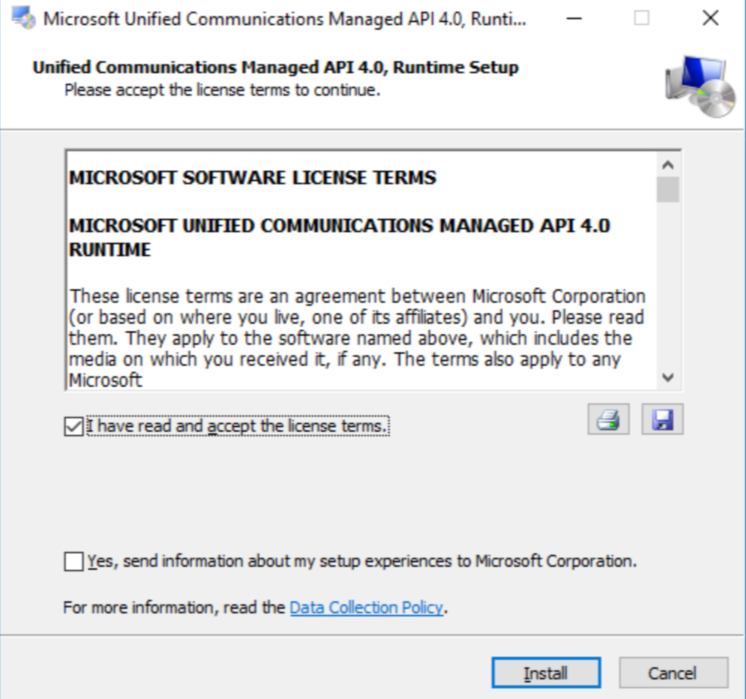 Microsoft Unified Communications Managed API 4.0, Runti...
Unified Communications Managed API 4.0, Runtime Setup
Please accept the license terms to continue.
MICROSOFT SOFTWARE LICENSE TERMS
MICROSOFT UNIFIED COMMUNICATIONS MANAGED API 4.0
RUNTIME
These license terms are an agreement between Microsoft Corporation
(or based on where you live, one of its affiliates) and you. Please read
them. They apply to the software named above, which includes the
media on which you received it, if any. The terms also apply to any
Microsoft
I have read and accept the license terms.
Yes, send information about my setup experiences to Microsoft Corporation.
For more information, read the Data Collection Policy.
Install
Cancel